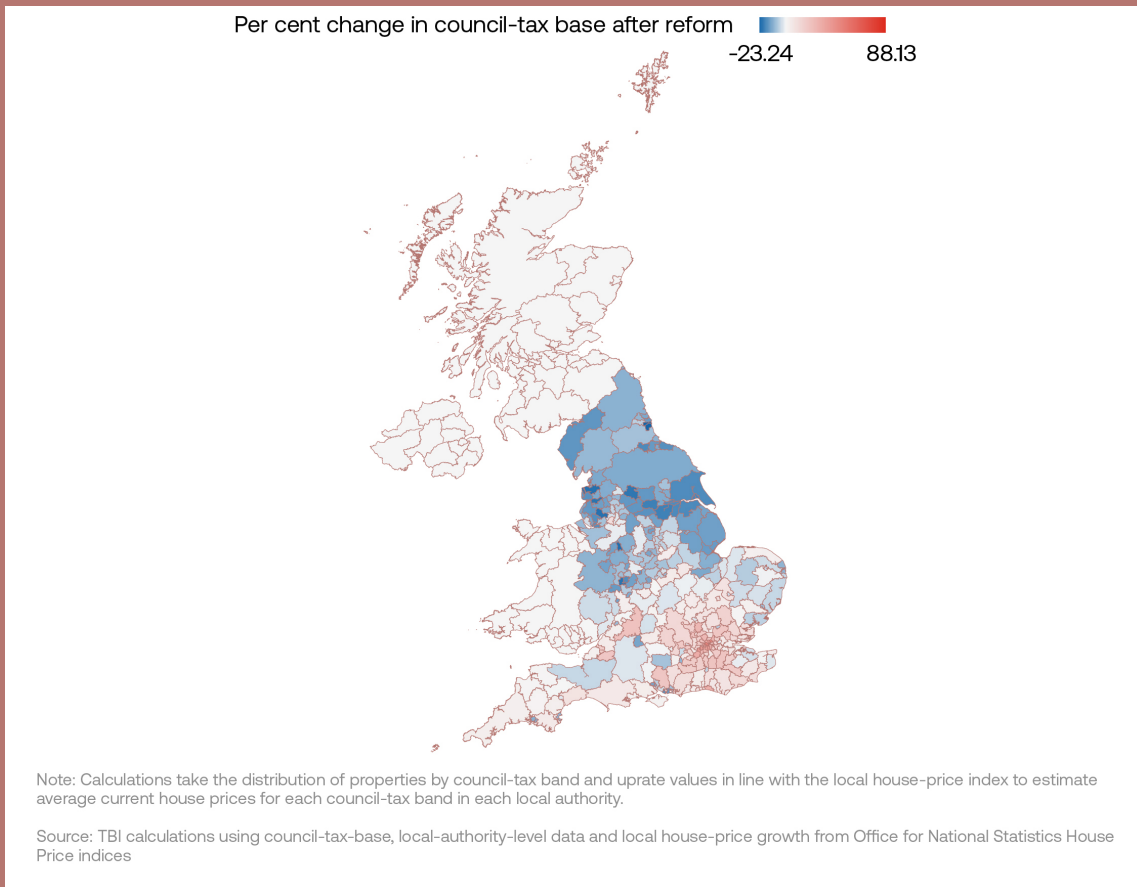 Per cent change in council-tax base after reform
-23.24 88.13
Note: Calculations take the distribution of properties by council-tax band and uprate values in line with the local house-price index to estimate
average current house prices for each council-tax band in each local authority.
Source: TBI calculations using council-tax-base, local-authority-level data and local house-price growth from Office for National Statistics House
Price indices